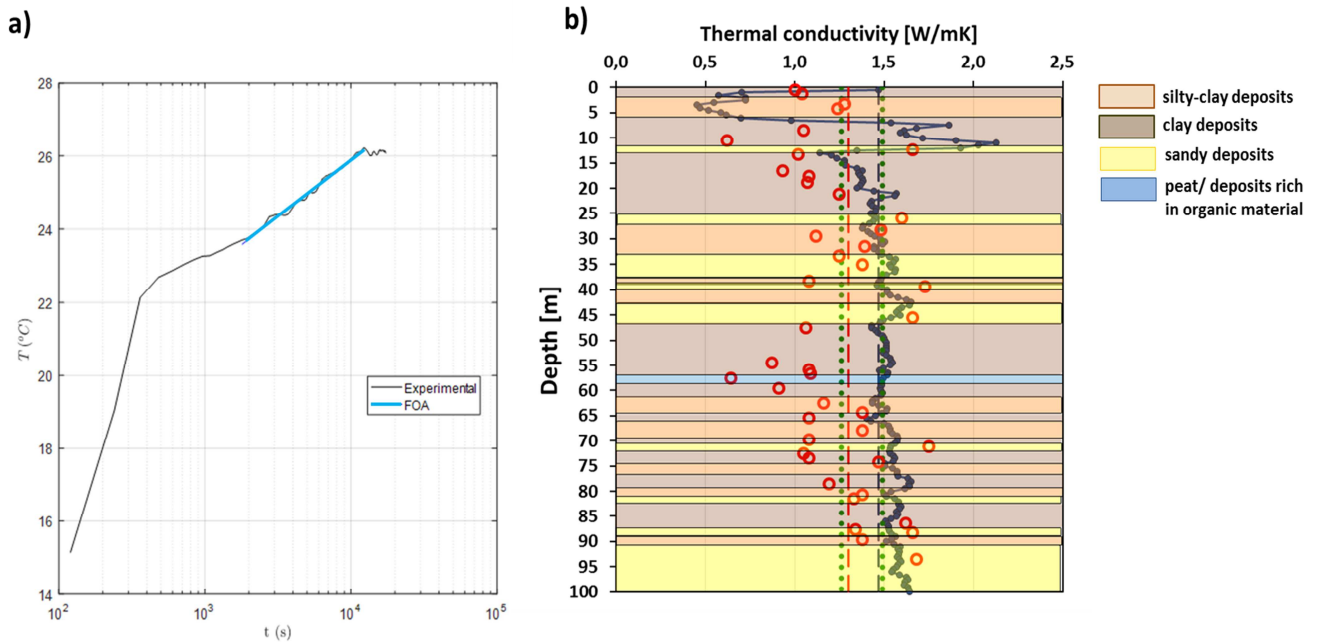 a)
28
26
24
22
20
18
16
14
T (°C)
10²
10³
10⁴
10⁵
t (s)
Experimental
FOA
b)
Thermal conductivity [W/mK]
0,0 0,5 1,0 1,5 2,0 2,5
Depth [m]
0
5
10
15
20
25
30
35
40
45
50
55
60
65
70
75
80
85
90
95
100
silty-clay deposits
clay deposits
sandy deposits
peat/ deposits rich
in organic material